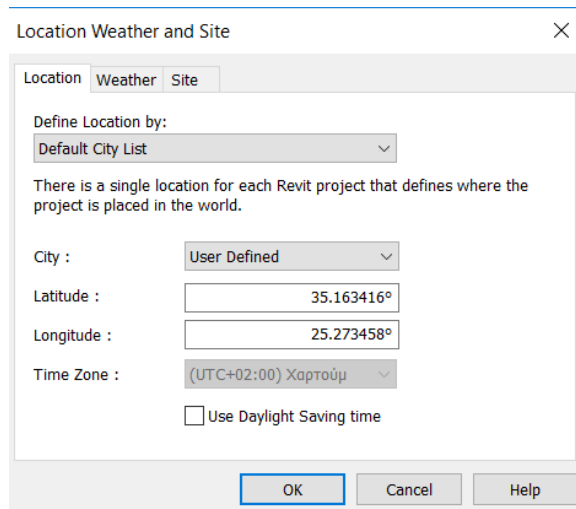 Location Weather and Site
Location Weather Site
Define Location by:
Default City List
There is a single location for each Revit project that defines where the
project is placed in the world.
City : User Defined
Latitude : 35.163416º
Longitude : 25.273458º
Time Zone : (UTC+02:00) Χαρτούμ
Use Daylight Saving time
OK Cancel Help